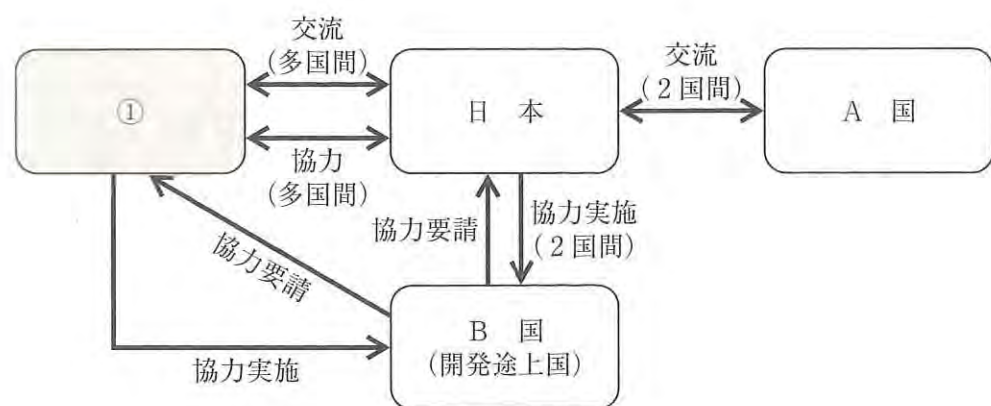 交流
(多国間)
①
協力
(多国間)
日 本
交流
(2国間)
A 国
協力要請
協力実施
協力要請
協力実施
(2国間)
B 国
(開発途上国)